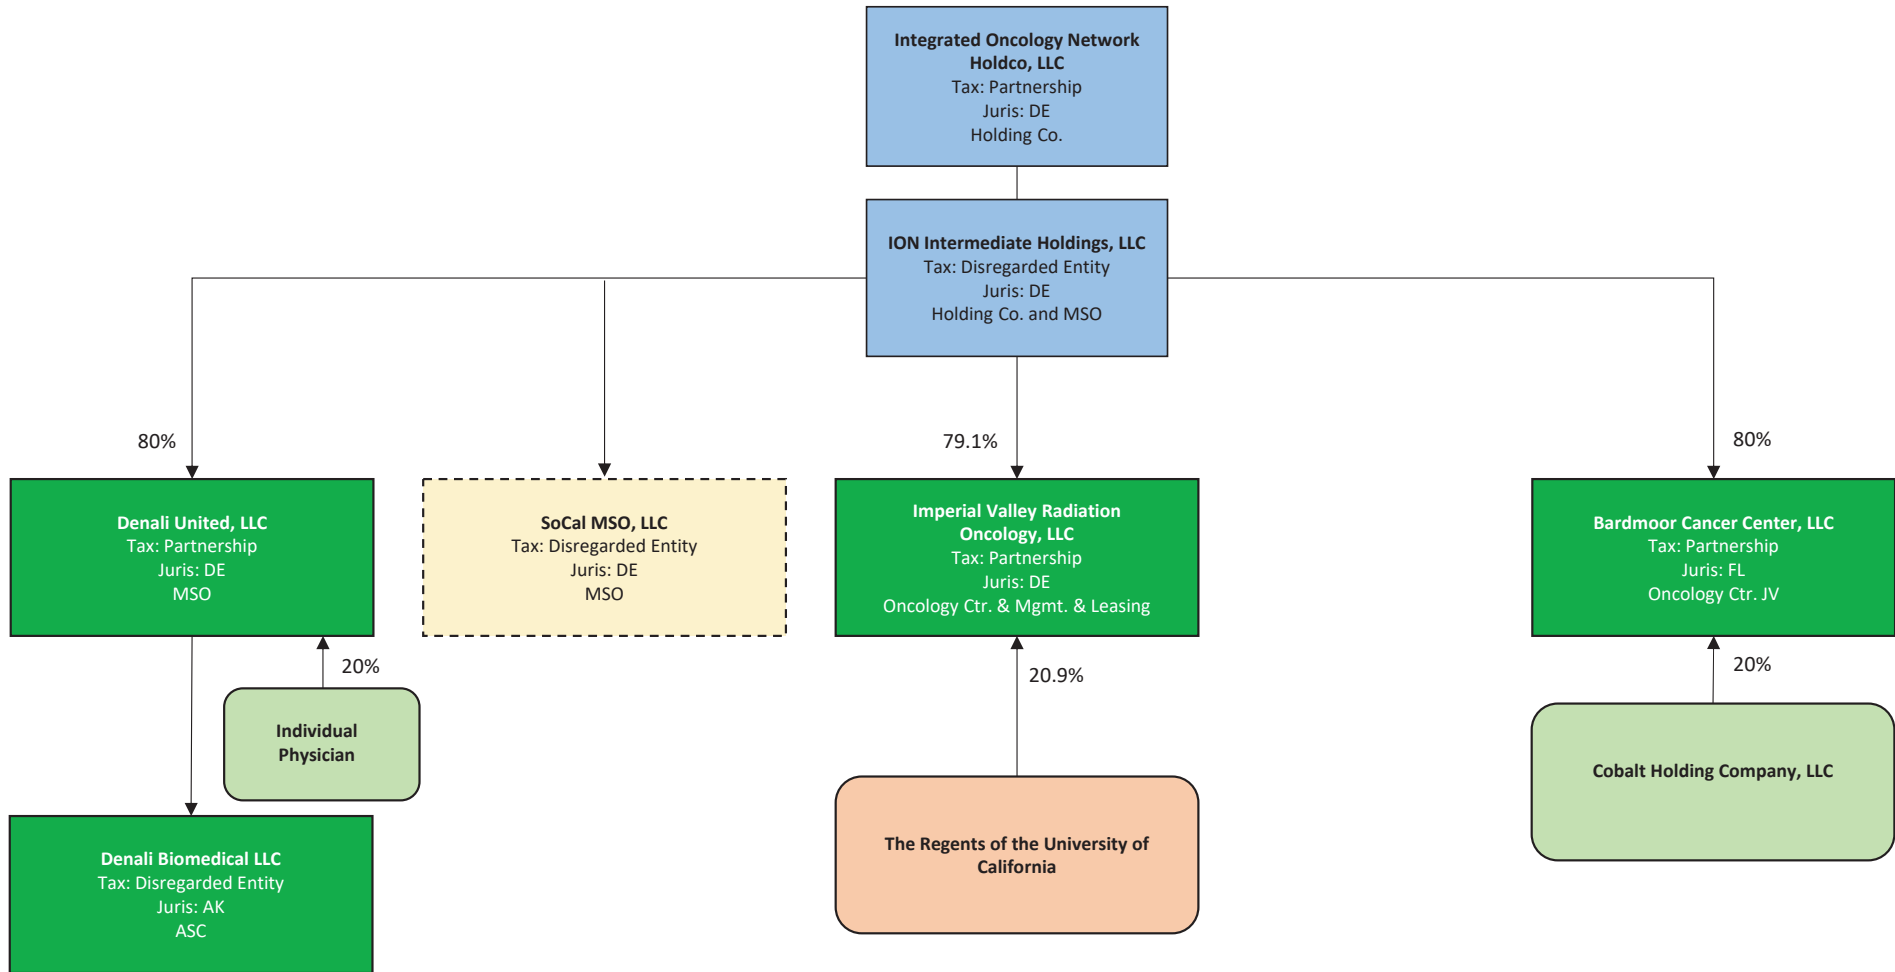 Integrated Oncology Network
Holdco, LLC
Tax: Partnership
Juris: DE
Holding Co.
ION Intermediate Holdings, LLC
Tax: Disregarded Entity
Juris: DE
Holding Co. and MSO
80%
79.1%
80%
Denali United, LLC
Tax: Partnership
Juris: DE
MSO
SoCal MSO, LLC
Tax: Disregarded Entity
Juris: DE
MSO
Imperial Valley Radiation
Oncology, LLC
Tax: Partnership
Juris: DE
Oncology Ctr. & Mgmt. & Leasing
Bardmoor Cancer Center, LLC
Tax: Partnership
Juris: FL
Oncology Ctr. JV
20%
20.9%
20%
Individual
Physician
Cobalt Holding Company, LLC
The Regents of the University of
California
Denali Biomedical LLC
Tax: Disregarded Entity
Juris: AK
ASC